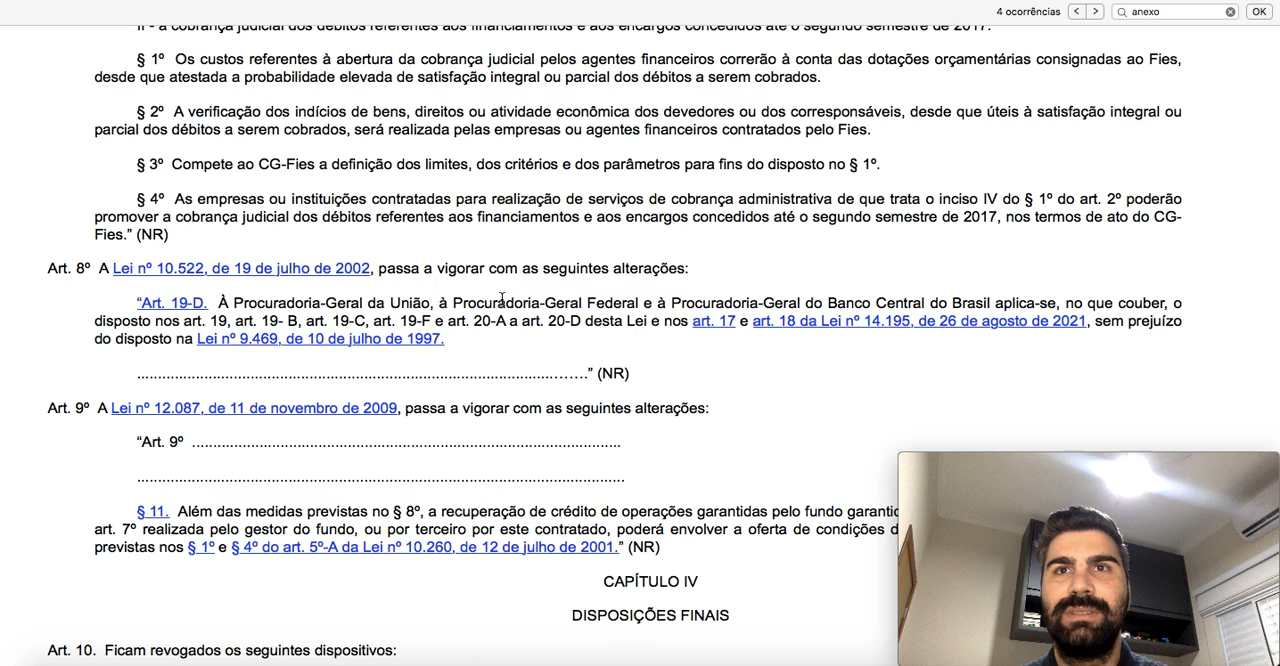 4 ocorrências
anexo
OK
II - a cobrança judicial dos débitos referentes aos financiamentos e aos encargos concedidos até o segundo semestre de 2017.
§ 1º Os custos referentes à abertura da cobrança judicial pelos agentes financeiros correrão à conta das dotações orçamentárias consignadas ao Fies,
desde que atestada a probabilidade elevada de satisfação integral ou parcial dos débitos a serem cobrados.
§ 2º A verificação dos indícios de bens, direitos ou atividade econômica dos devedores ou dos corresponsáveis, desde que úteis à satisfação integral ou
parcial dos débitos a serem cobrados, será realizada pelas empresas ou agentes financeiros contratados pelo Fies.
§ 3º Compete ao CG-Fies a definição dos limites, dos critérios e dos parâmetros para fins do disposto no § 1º.
§ 4º As empresas ou instituições contratadas para realização de serviços de cobrança administrativa de que trata o inciso IV do § 1º do art. 2º poderão
promover a cobrança judicial dos débitos referentes aos financiamentos e aos encargos concedidos até o segundo semestre de 2017, nos termos de ato do CG-
Fies.” (NR)
Art. 8º A Lei nº 10.522, de 19 de julho de 2002, passa a vigorar com as seguintes alterações:
“Art. 19-D. À Procuradoria-Geral da União, à Procuradoria-Geral Federal e à Procuradoria-Geral do Banco Central do Brasil aplica-se, no que couber, o
disposto nos art. 19, art. 19- B, art. 19-C, art. 19-F e art. 20-A a art. 20-D desta Lei e nos art. 17 e art. 18 da Lei nº 14.195, de 26 de agosto de 2021, sem prejuízo
do disposto na Lei nº 9.469, de 10 de julho de 1997.
...........................................................................................................” (NR)
Art. 9º A Lei nº 12.087, de 11 de novembro de 2009, passa a vigorar com as seguintes alterações:
“Art. 9º ........................................................................................................
.....................................................................................................................
§ 11. Além das medidas previstas no § 8º, a recuperação de crédito de operações garantidas pelo fundo
art. 7º realizada pelo gestor do fundo, ou por terceiro por este contratado, poderá envolver a oferta de condições
previstas nos § 1º e § 4º do art. 5º-A da Lei nº 10.260, de 12 de julho de 2001.” (NR)
CAPÍTULO IV
DISPOSIÇÕES FINAIS
Art. 10. Ficam revogados os seguintes dispositivos: